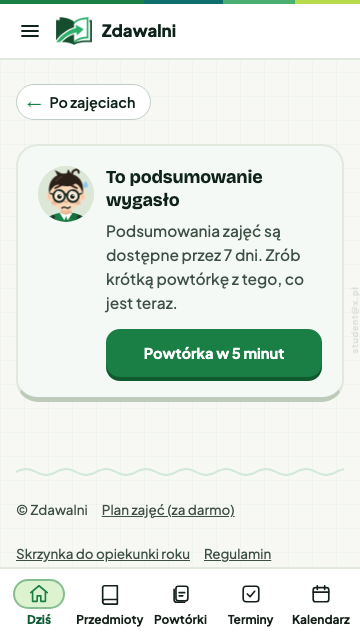 Zdawalni
← Po zajęciach
To podsumowanie
wygasło
Podsumowania zajęć są
dostępne przez 7 dni. Zrób
krótką powtórkę z tego, co
jest teraz.
Powtórka w 5 minut
student@x.pl
© Zdawalni Plan zajęć (za darmo)
Skrzynka do opiekunki roku Regulamin
Dziś Przedmioty Powtórki Terminy Kalendarz